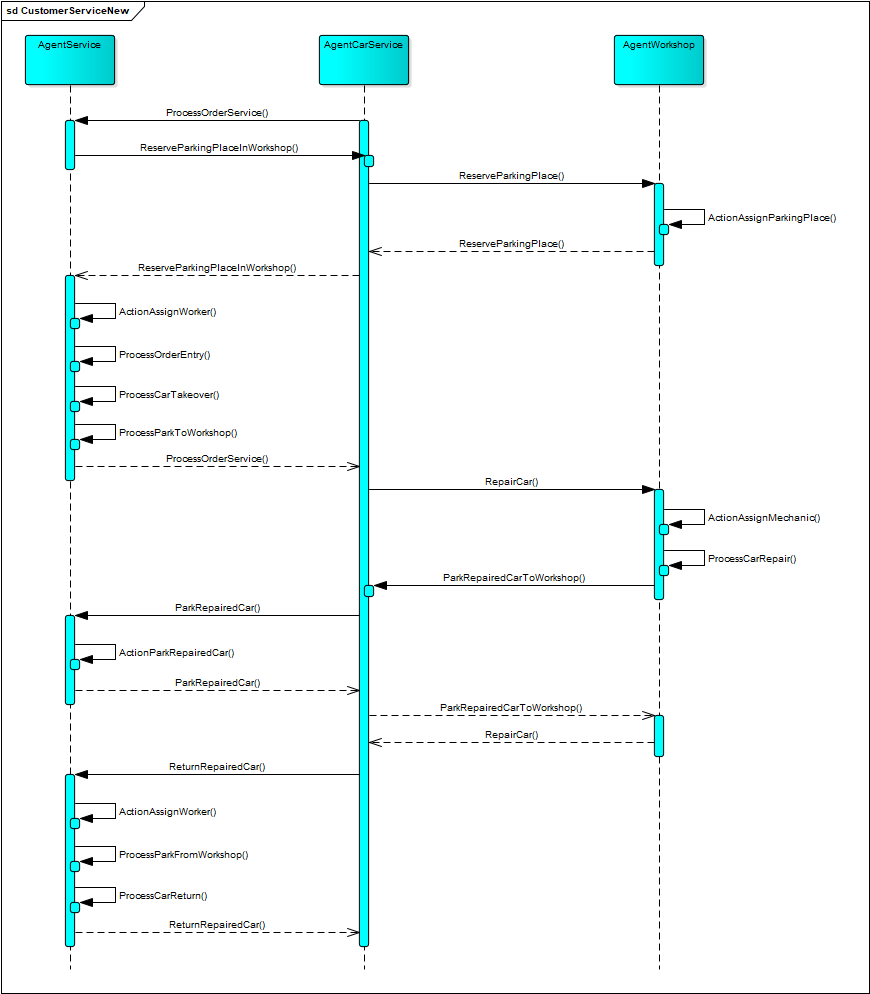 sd CustomerServiceNew
AgentService
AgentCarService
AgentWorkshop
ProcessOrderService()
ReserveParkingPlaceInWorkshop()
ReserveParkingPlace()
ActionAssignParkingPlace()
ReserveParkingPlace()
ReserveParkingPlaceInWorkshop()
ActionAssignWorker()
ProcessOrderEntry()
ProcessCarTakeover()
ProcessParkToWorkshop()
ProcessOrderService()
RepairCar()
ActionAssignMechanic()
ProcessCarRepair()
ParkRepairedCarToWorkshop()
ParkRepairedCar()
ActionParkRepairedCar()
ParkRepairedCar()
ParkRepairedCarToWorkshop()
RepairCar()
ReturnRepairedCar()
ActionAssignWorker()
ProcessParkFromWorkshop()
ProcessCarReturn()
ReturnRepairedCar()